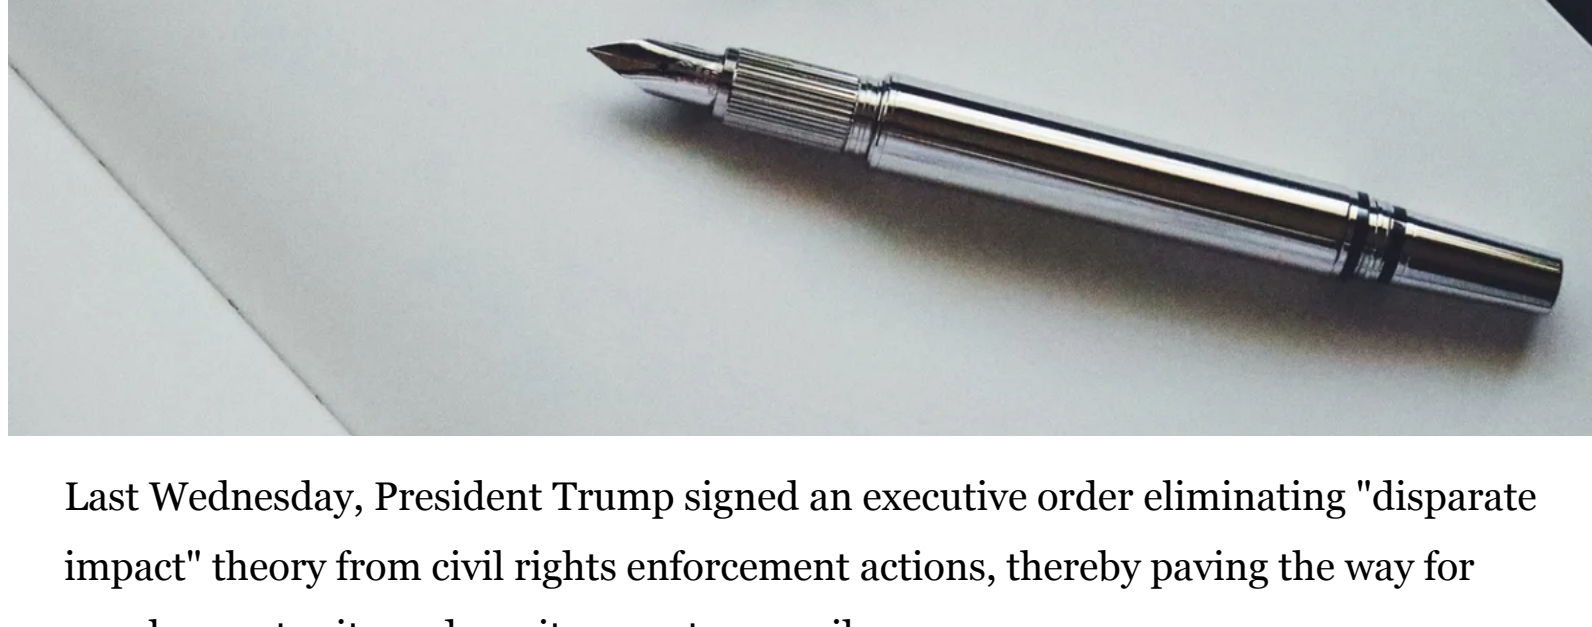 Last Wednesday, President Trump signed an executive order eliminating "disparate
impact" theory from civil rights enforcement actions, thereby paving the way for